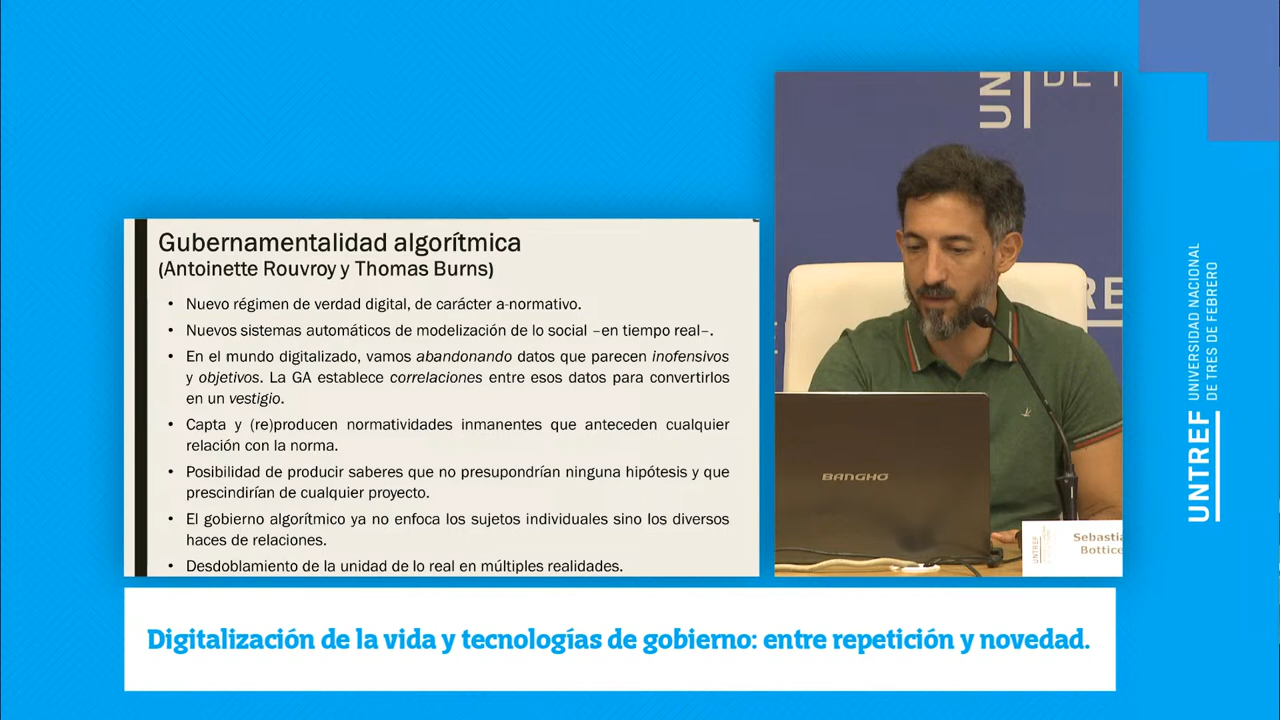 Gubernamentalidad algorítmica
(Antoinette Rouvroy y Thomas Burns)
• Nuevo régimen de verdad digital, de carácter a-normativo.
• Nuevos sistemas automáticos de modelización de lo social –en tiempo real–.
• En el mundo digitalizado, vamos abandonando datos que parecen inofensivos
y objetivos. La GA establece correlaciones entre esos datos para convertirlos
en un vestigio.
• Capta y (re)producen normatividades inmanentes que anteceden cualquier
relación con la norma.
• Posibilidad de producir saberes que no presupondrían ninguna hipótesis y que
prescindirían de cualquier proyecto.
• El gobierno algorítmico ya no enfoca los sujetos individuales sino los diversos
haces de relaciones.
• Desdoblamiento de la unidad de lo real en múltiples realidades.
UN
DE T
RE
BANGHO
UNTREF
Sebastia
Bottic
UNTREF
UNIVERSIDAD NACIONAL
DE TRES DE FEBRERO
Digitalización de la vida y tecnologías de gobierno: entre repetición y novedad.